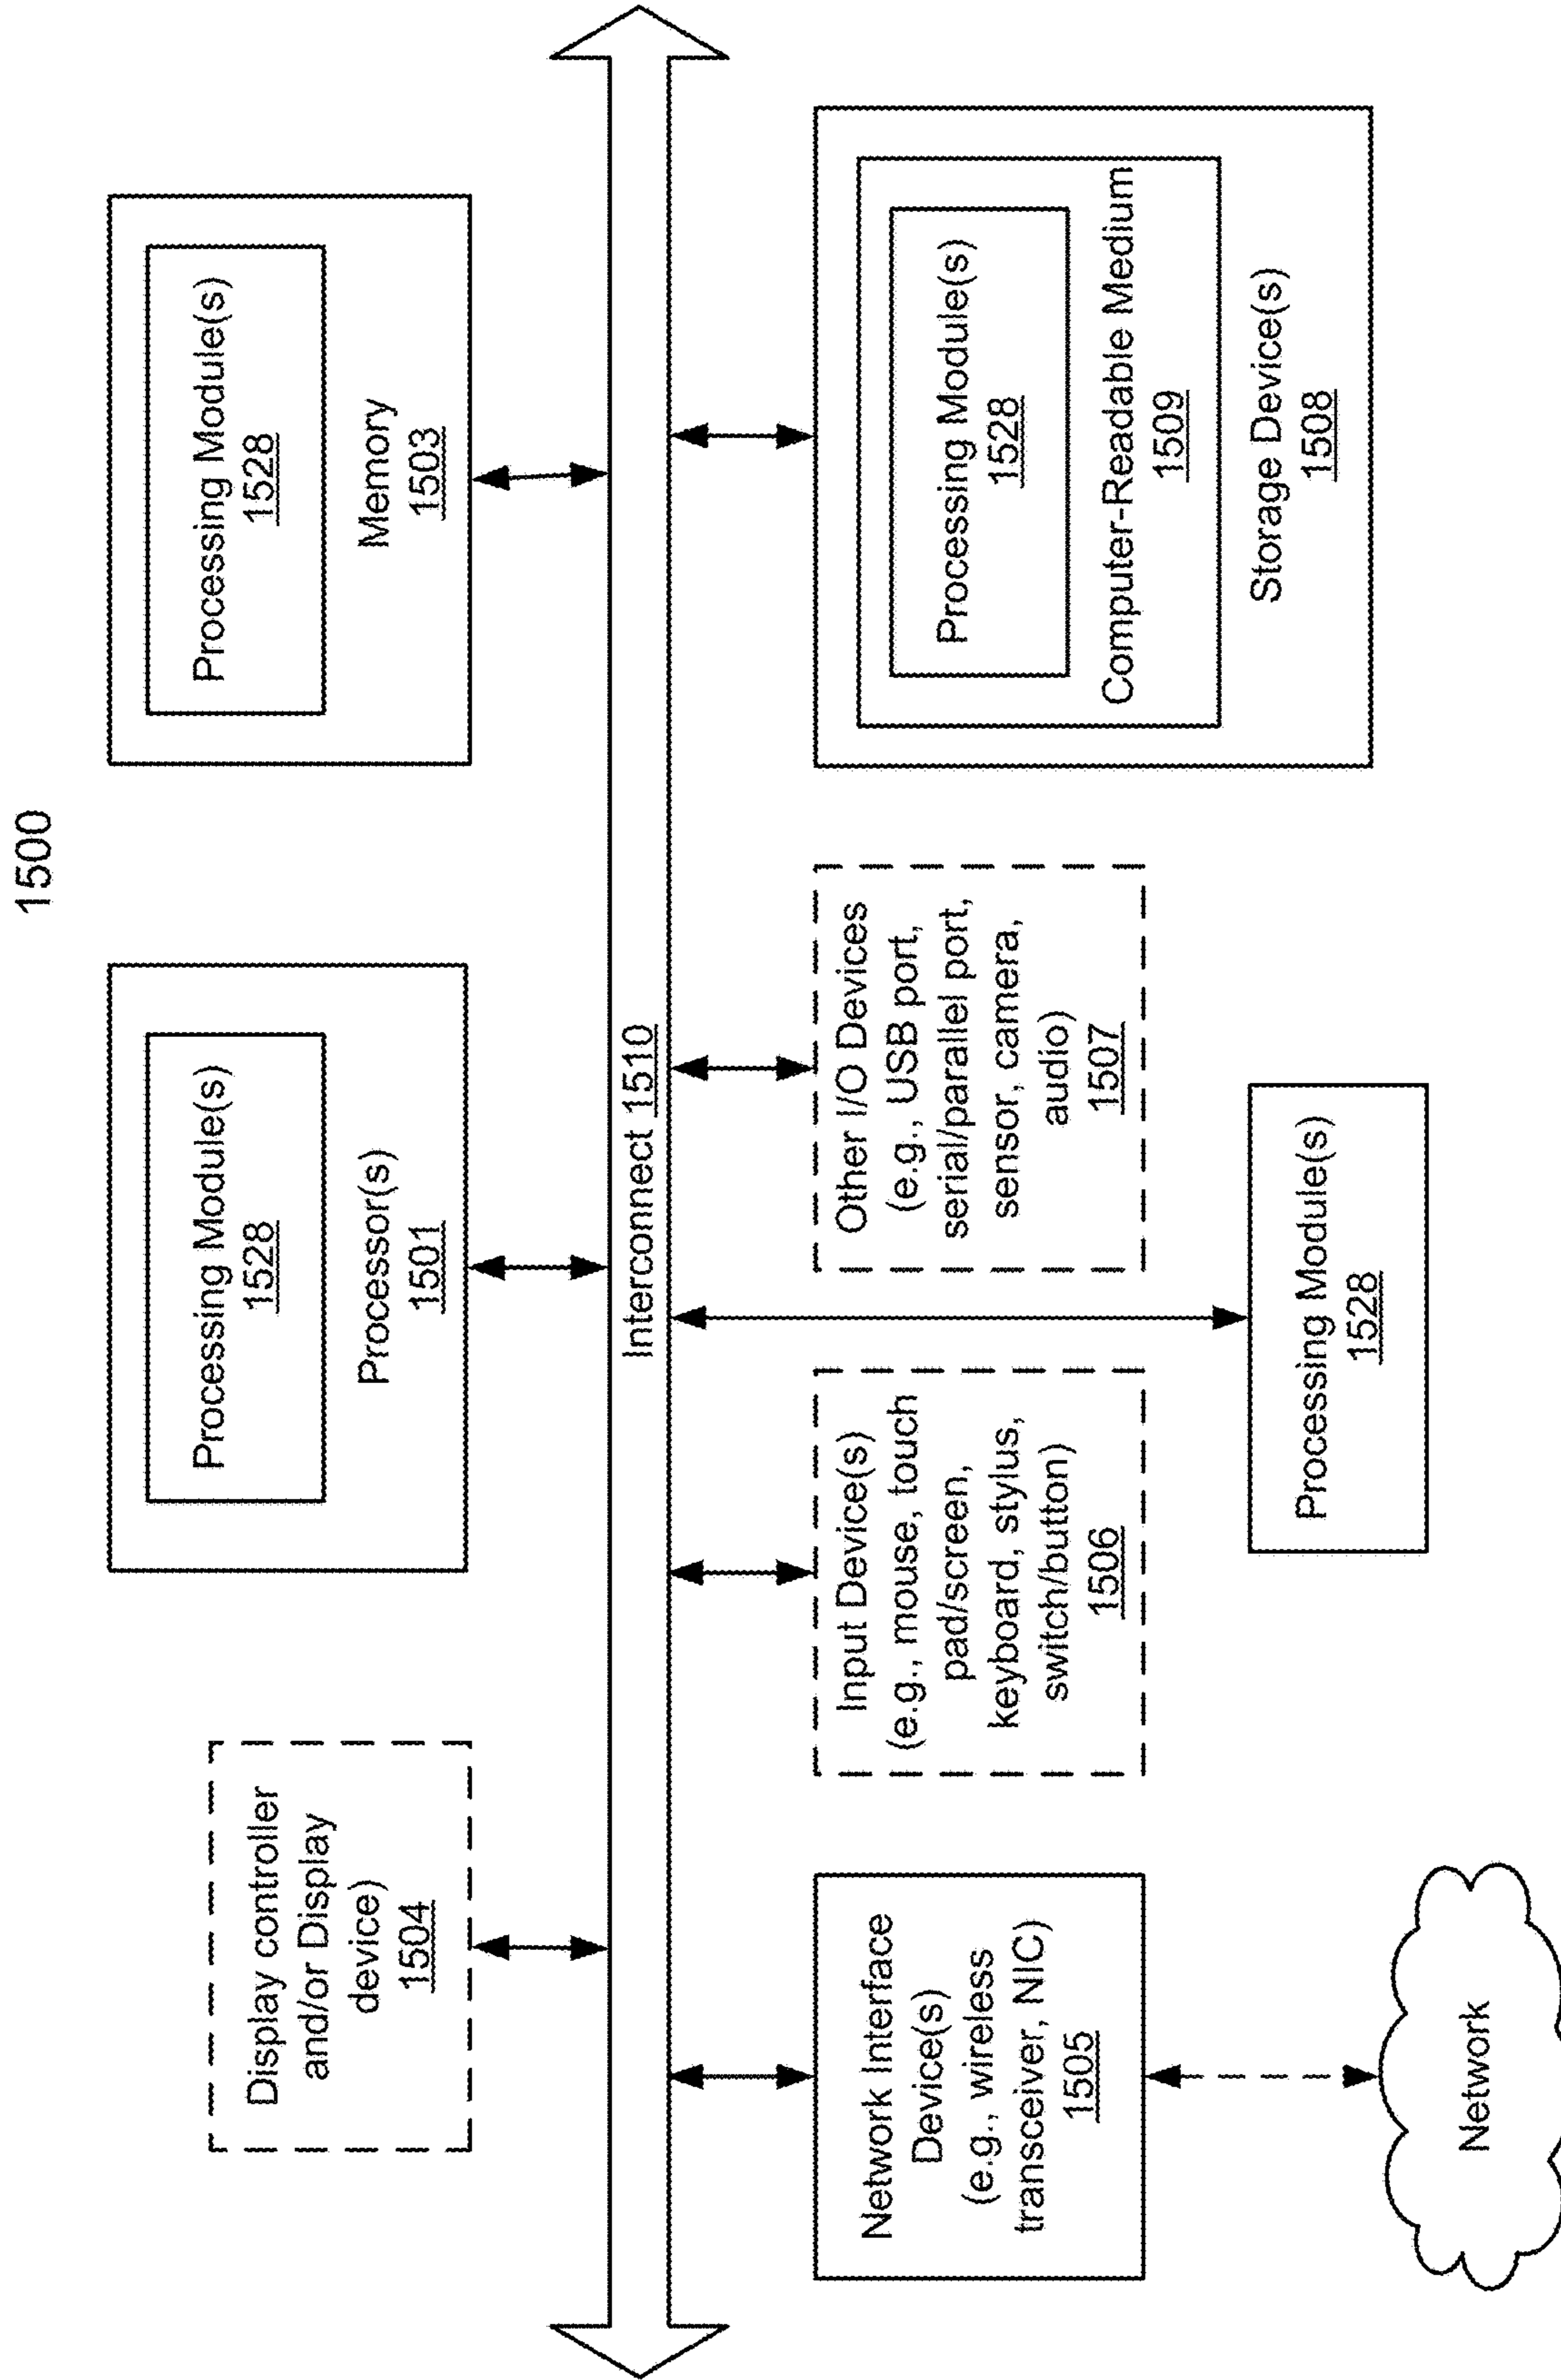 1500
Display controller
and/or Display
device)
1504
Processing Module(s)
1528
Processor(s)
1501
Processing Module(s)
1528
Memory
1503
Interconnect 1510
Network Interface
Device(s)
(e.g., wireless
transceiver, NIC)
1505
Input Device(s)
(e.g., mouse, touch
pad/screen,
keyboard, stylus,
switch/button)
1506
Other I/O Devices
(e.g., USB port,
serial/parallel port,
sensor, camera,
audio)
1507
Processing Module(s)
1528
Computer-Readable Medium
1509
Storage Device(s)
1508
Processing Module(s)
1528
Network